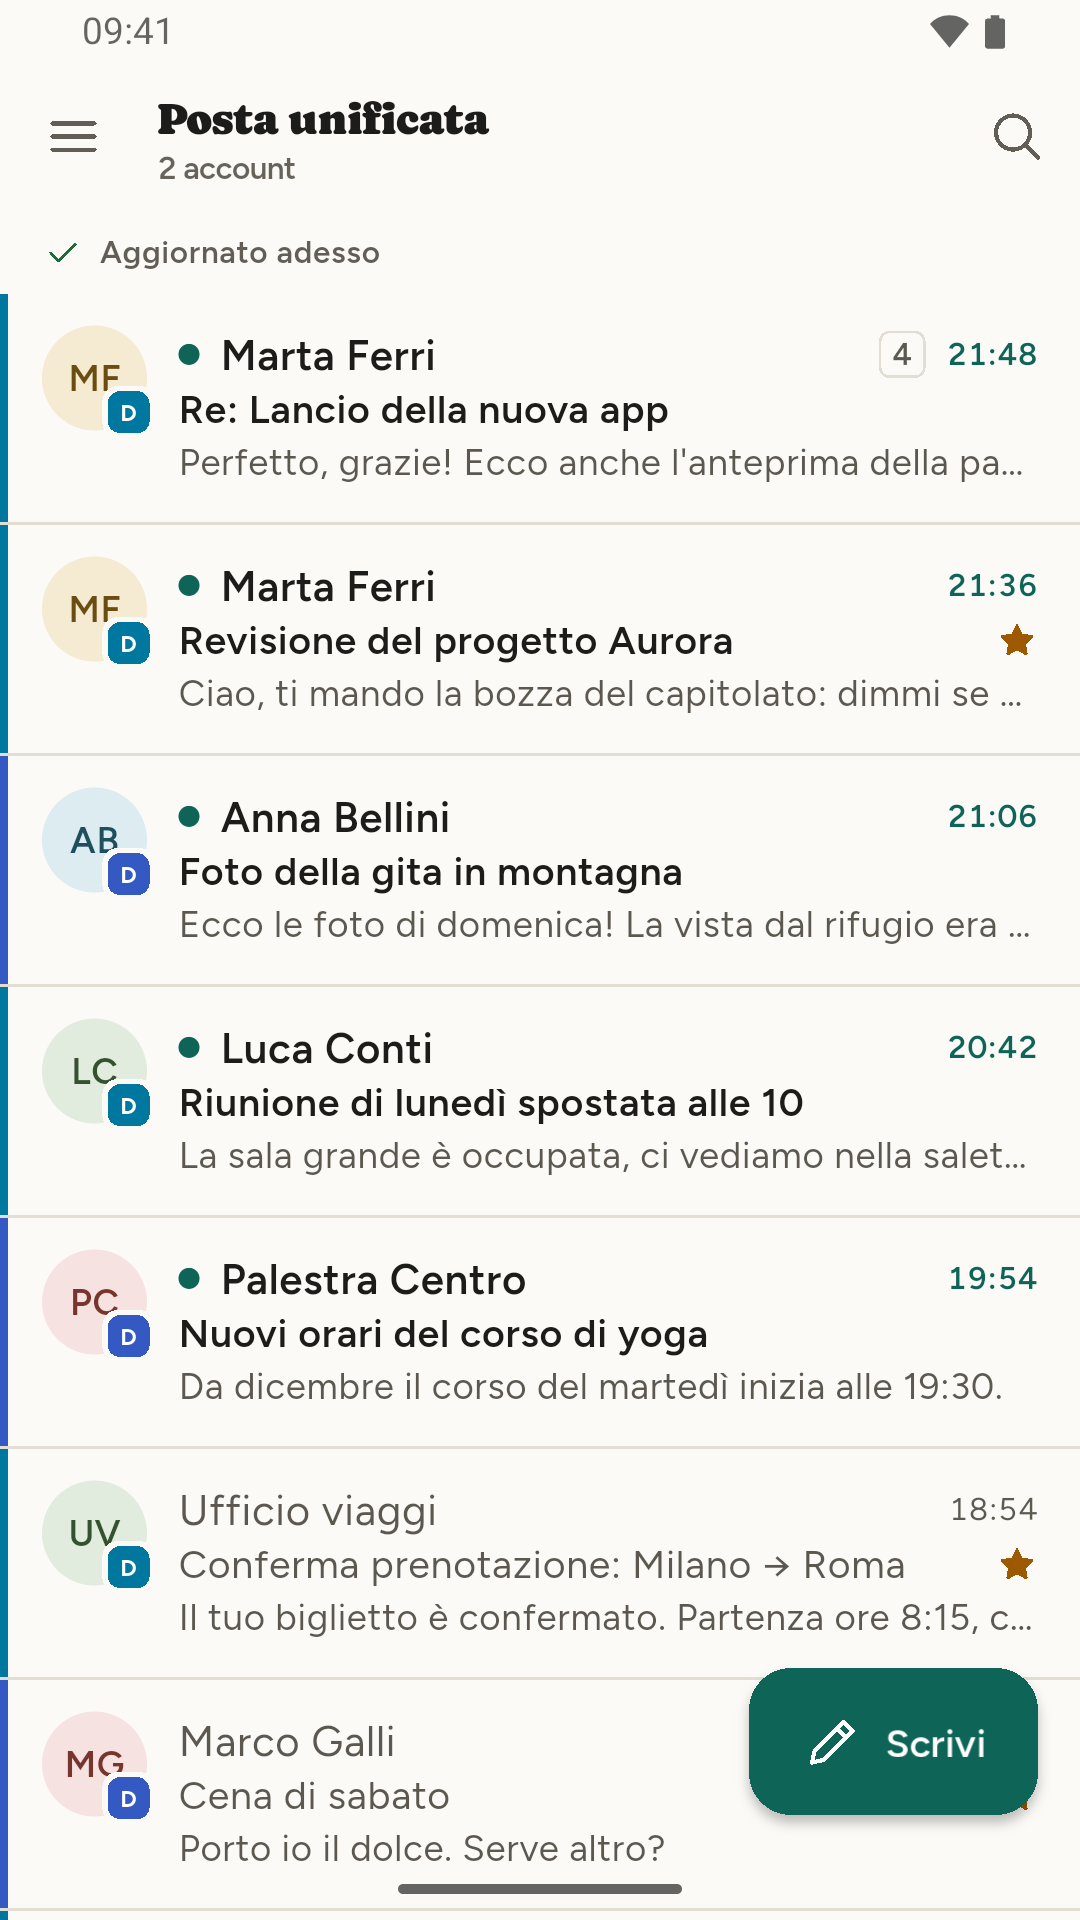 09:41
Posta unificata
2 account
Aggiornato adesso
MF
D
Marta Ferri
4
21:48
Re: Lancio della nuova app
Perfetto, grazie! Ecco anche l'anteprima della pa...
MF
D
Marta Ferri
21:36
Revisione del progetto Aurora
Ciao, ti mando la bozza del capitolato: dimmi se ...
AB
D
Anna Bellini
21:06
Foto della gita in montagna
Ecco le foto di domenica! La vista dal rifugio era ...
LC
D
Luca Conti
20:42
Riunione di lunedì spostata alle 10
La sala grande è occupata, ci vediamo nella salet...
PC
D
Palestra Centro
19:54
Nuovi orari del corso di yoga
Da dicembre il corso del martedì inizia alle 19:30.
UV
D
Ufficio viaggi
18:54
Conferma prenotazione: Milano → Roma
Il tuo biglietto è confermato. Partenza ore 8:15, c...
MG
D
Marco Galli
Cena di sabato
Porto io il dolce. Serve altro?
Scrivi